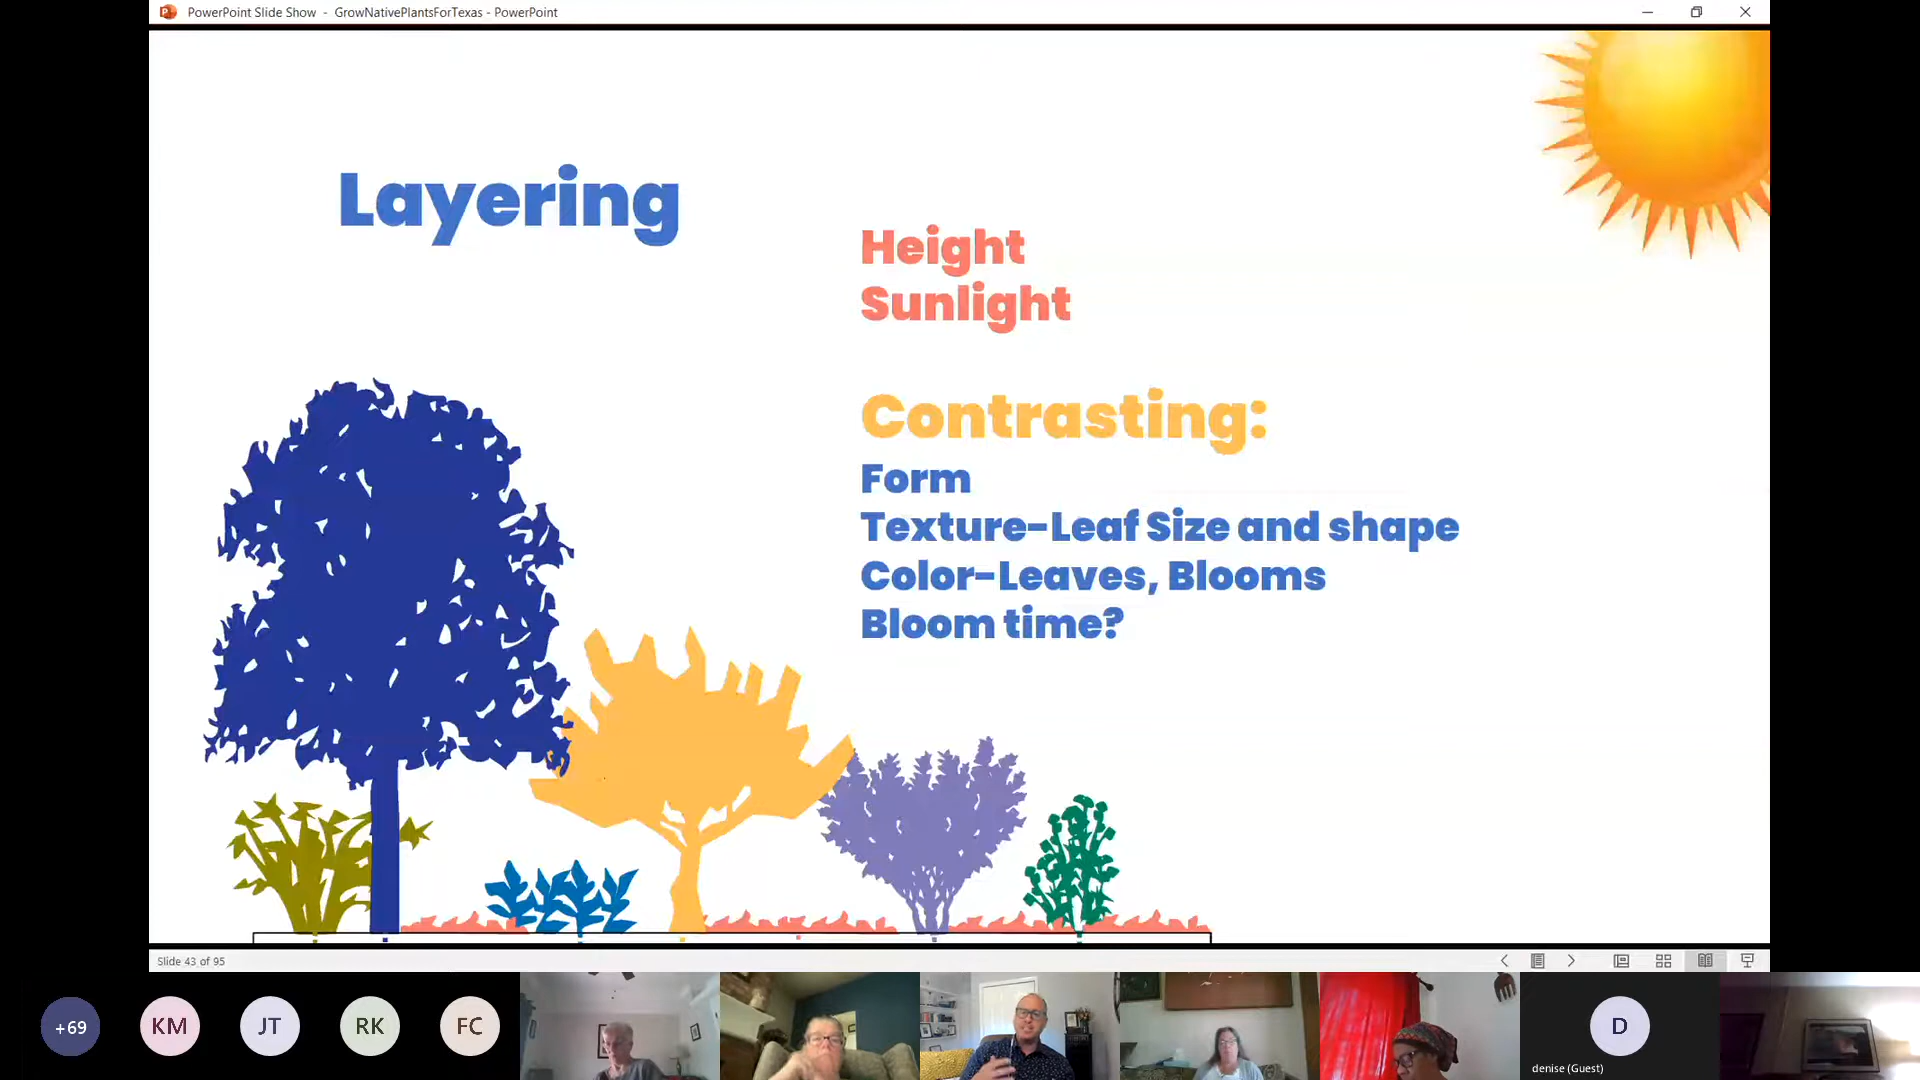 PowerPoint Slide Show - GrowNativePlantsForTexas - PowerPoint
Layering
Height
Sunlight
Contrasting:
Form
Texture-Leaf Size and shape
Color-Leaves, Blooms
Bloom time?
Slide 43 of 95
+69
KM
JT
RK
FC
D
denise (Guest)